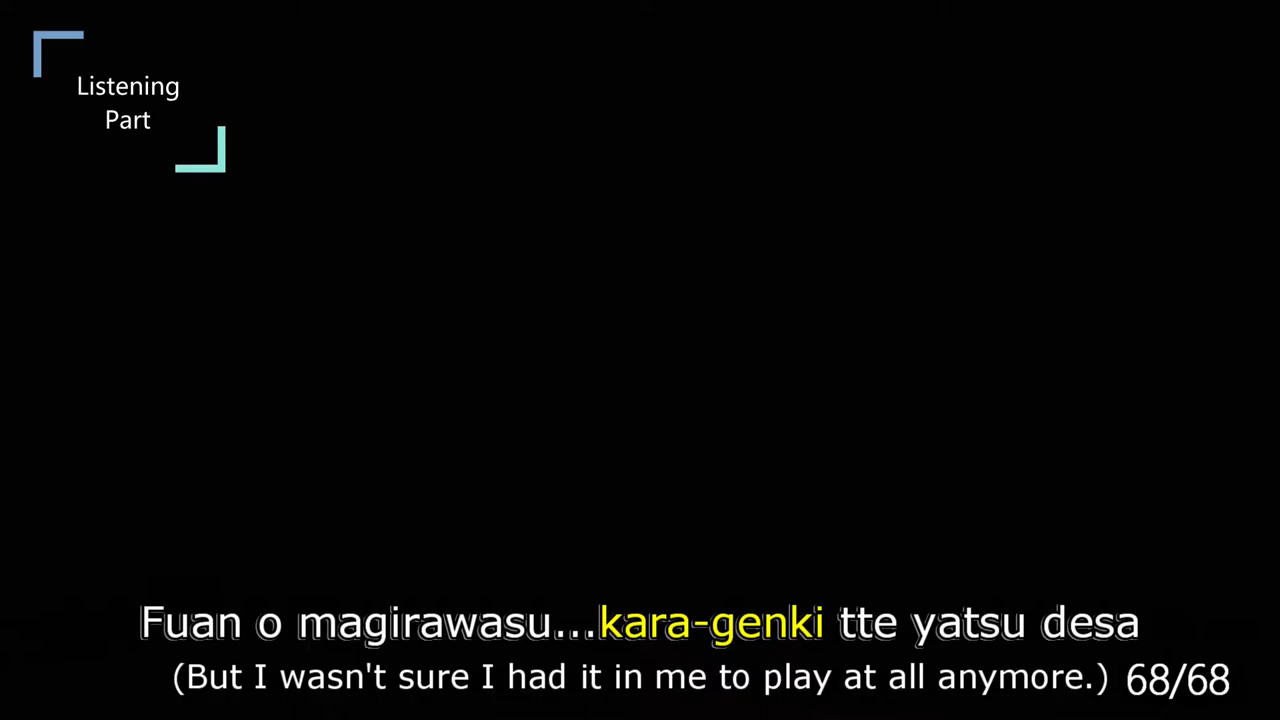 Listening
Part
Fuan o magirawasu...kara-genki tte yatsu desa
(But I wasn't sure I had it in me to play at all anymore.) 68/68